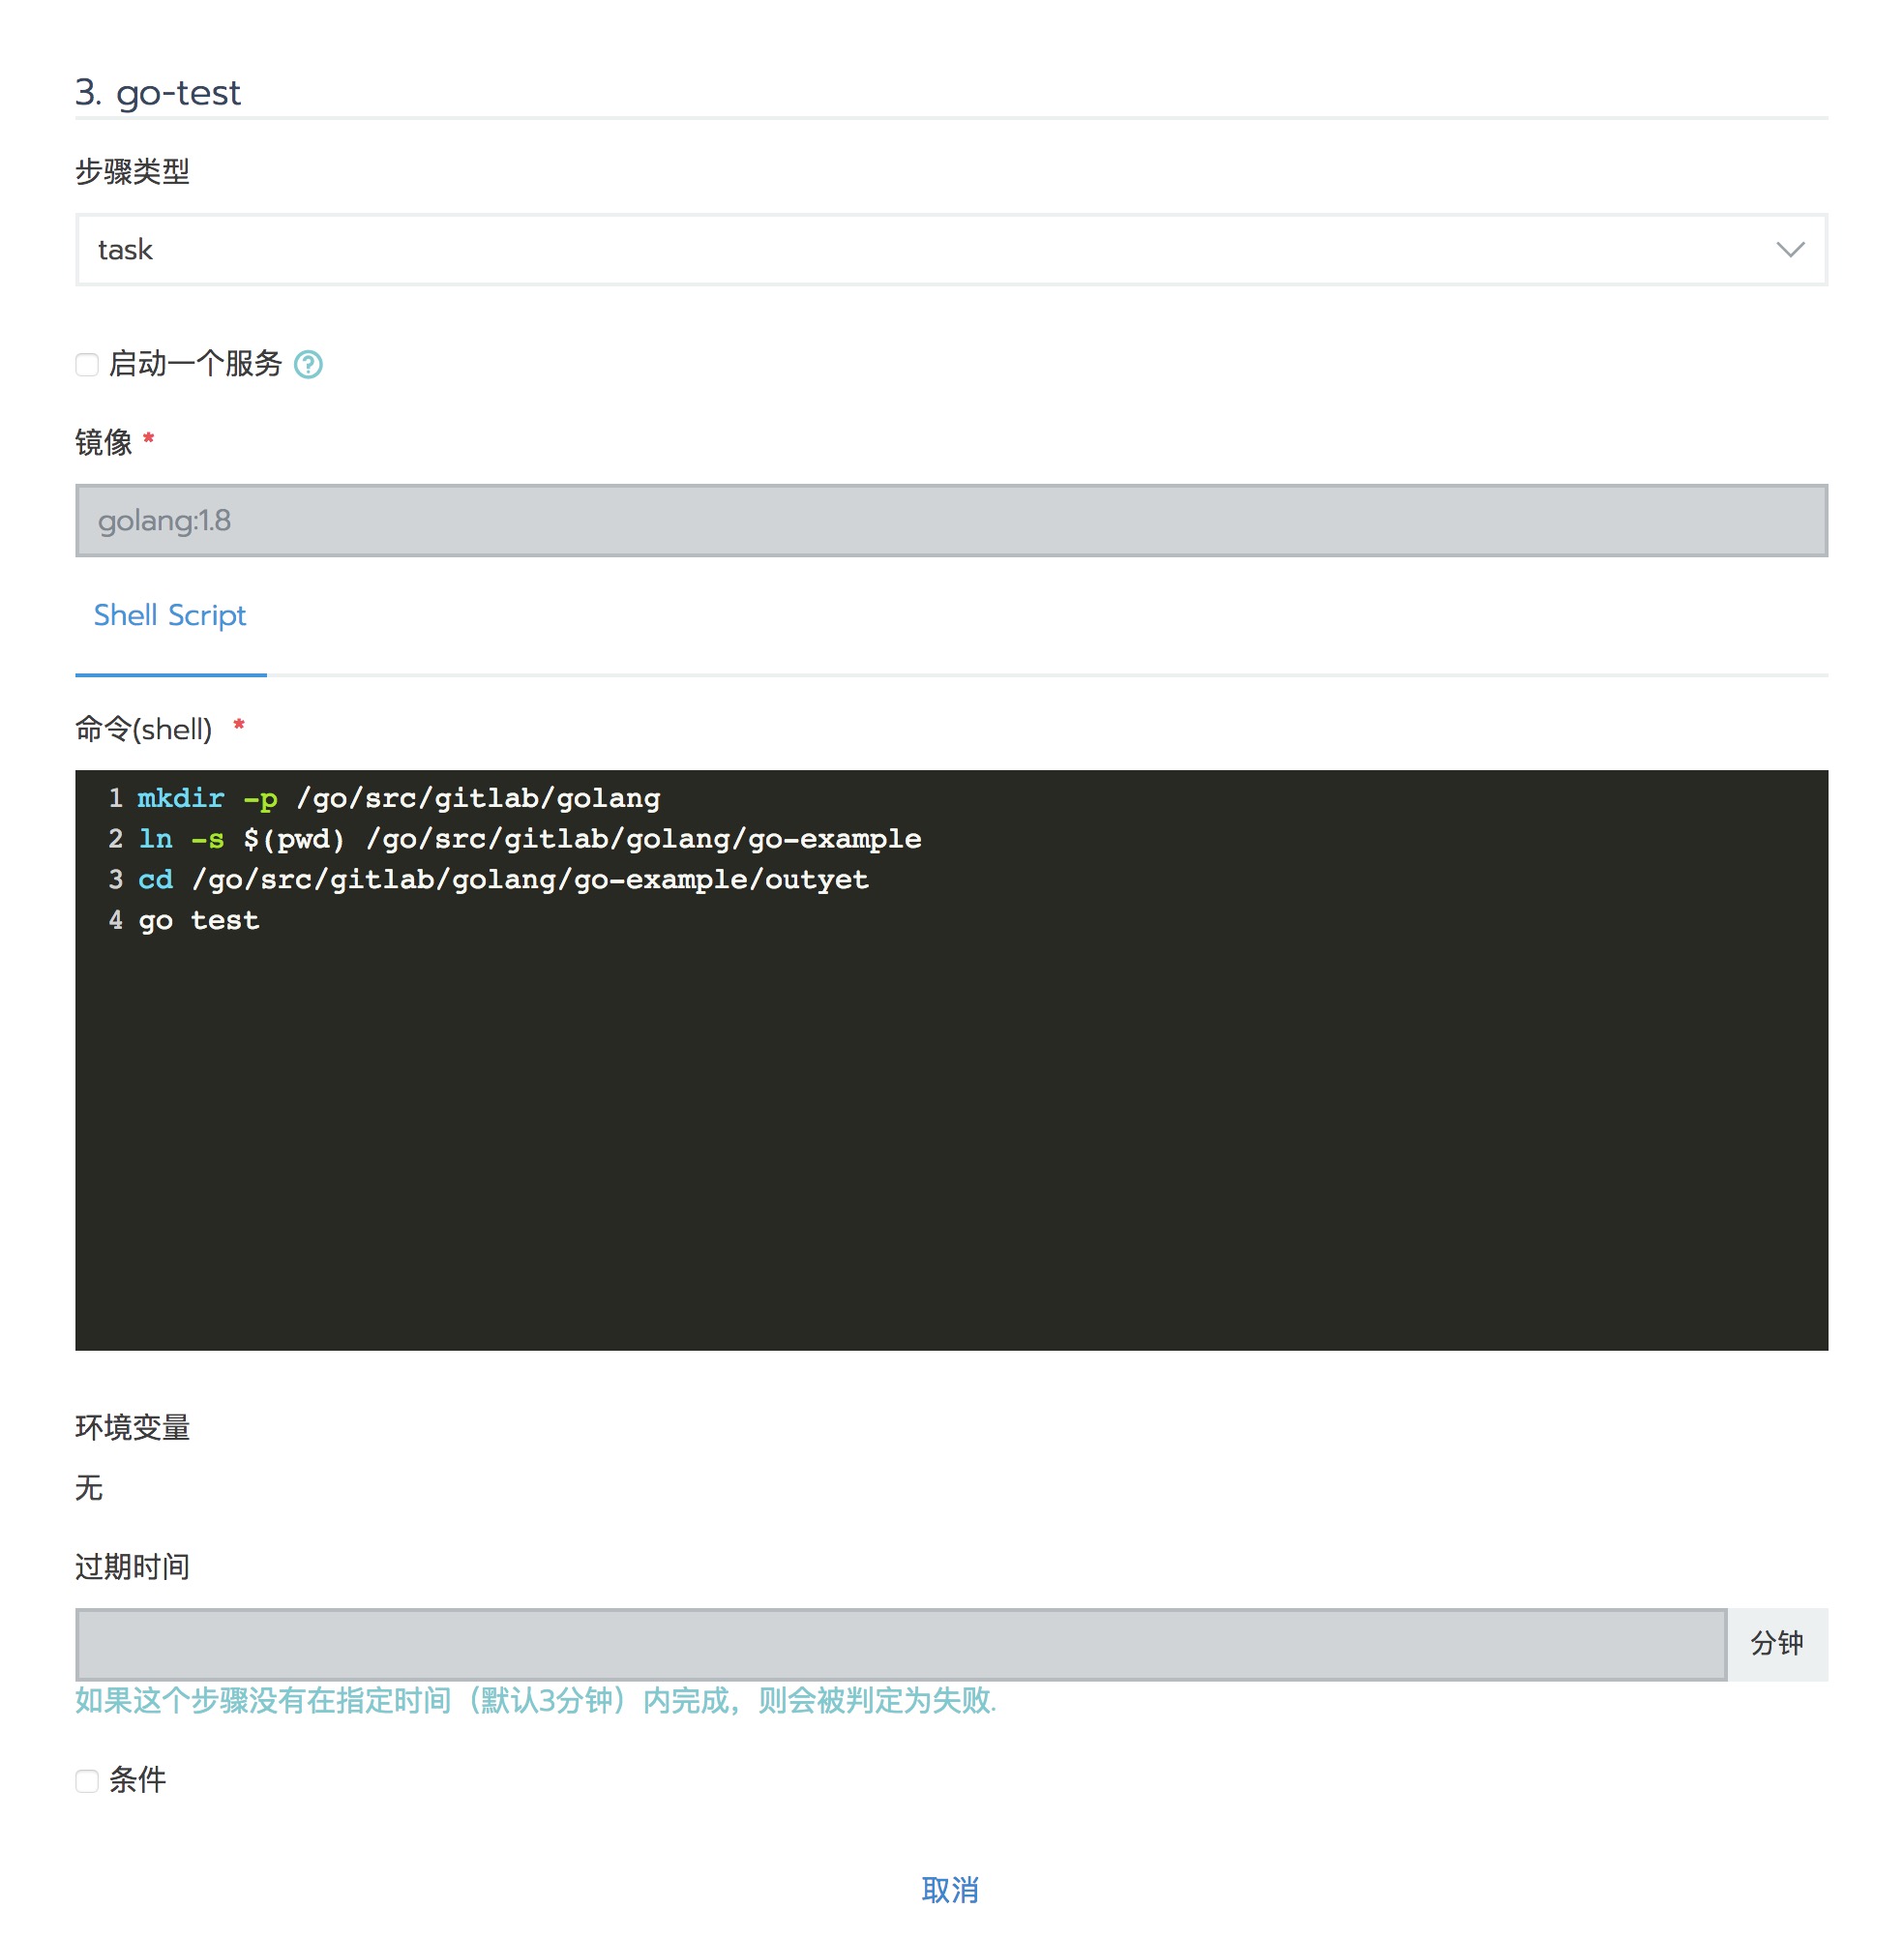 3. go-test
步骤类型
task
启动一个服务 ?
镜像 *
golang:1.8
Shell Script
命令(shell) *
1 mkdir -p /go/src/gitlab/golang
2 ln -s $(pwd) /go/src/gitlab/golang/go-example
3 cd /go/src/gitlab/golang/go-example/outyet
4 go test
环境变量
无
过期时间
分钟
如果这个步骤没有在指定时间（默认3分钟）内完成，则会被判定为失败.
条件
取消